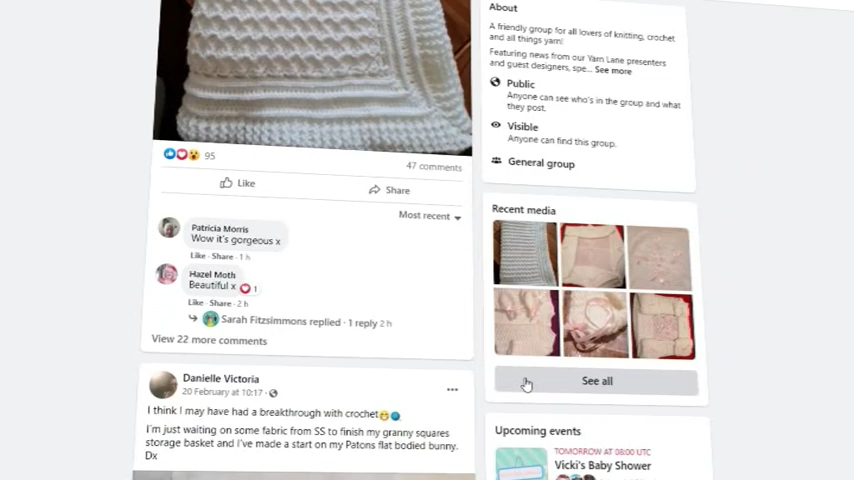 95
47 comments
Like
Share
Most recent
Patricia Morris
Wow it's gorgeous x
Like · Share · 1 h
Hazel Moth
Beautiful x
1
Like · Share · 2 h
Sarah Fitzsimmons replied · 1 reply 2 h
View 22 more comments
Danielle Victoria
20 February at 10:17 ·
I think I may have had a breakthrough with crochet
I'm just waiting on some fabric from SS to finish my granny squares
storage basket and I've made a start on my Patons flat bodied bunny.
Dx
About
A friendly group for all lovers of knitting, crochet
and all things yarn!
Featuring news from our Yarn Lane presenters
and guest designers, spe... See more
Public
Anyone can see who's in the group and what
they post.
Visible
Anyone can find this group.
General group
Recent media
See all
Upcoming events
TOMORROW AT 08:00 UTC
Vicki's Baby Shower